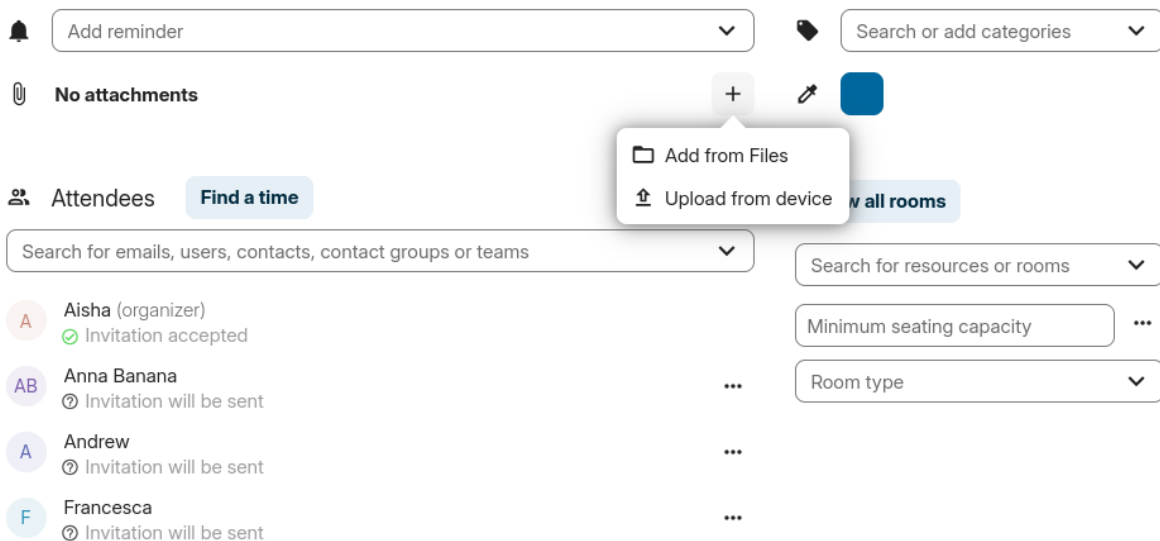 Add reminder
Search or add categories
No attachments
Add from Files
Upload from device
Attendees
Find a time
all rooms
Search for emails, users, contacts, contact groups or teams
Search for resources or rooms
A
Aisha (organizer)
Invitation accepted
Minimum seating capacity
AB
Anna Banana
Invitation will be sent
Room type
A
Andrew
Invitation will be sent
F
Francesca
Invitation will be sent